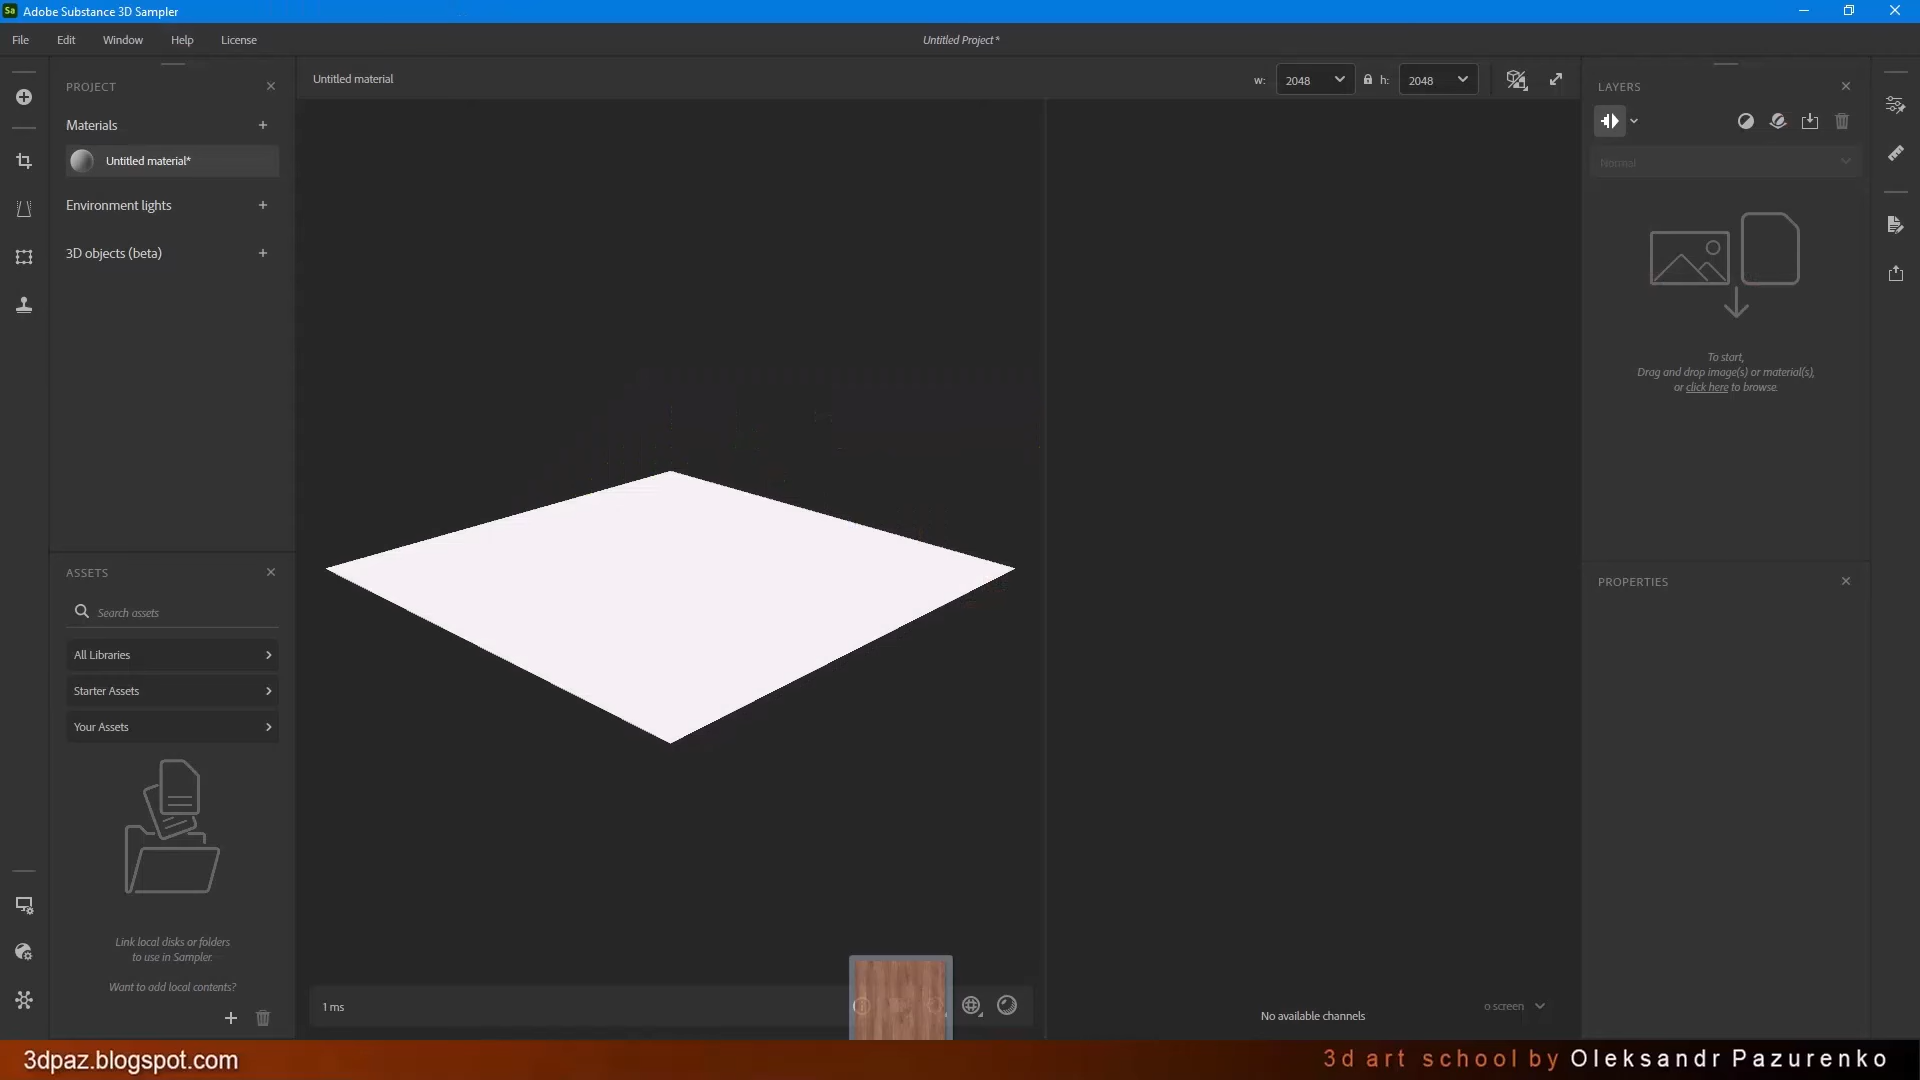 Sa Adobe Substance 3D Sampler
File Edit Window Help License Untitled Project*
PROJECT
Materials
Untitled material*
Environment lights
3D objects (beta)
ASSETS
Search assets
All Libraries
Starter Assets
Your Assets
Link local disks or folders
to use in Sampler.
Want to add local contents?
Untitled material
w: 2048 h: 2048
1 ms
No available channels
o screen
LAYERS
Normal
To start,
Drag and drop image(s) or material(s),
or click here to browse.
PROPERTIES
3dpaz.blogspot.com
3d art school by Oleksandr Pazurenko